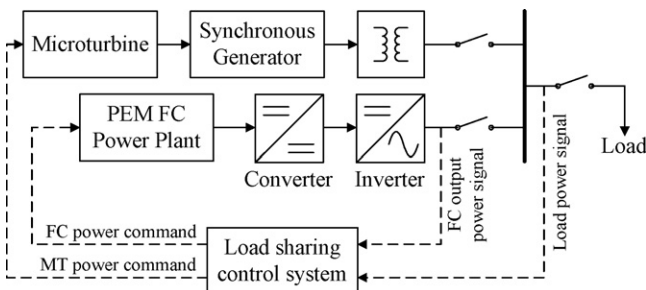 Microturbine
Synchronous
Generator
PEM FC
Power Plant
Converter
Inverter
Load
FC output
power signal
Load power signal
FC power command
MT power command
Load sharing
control system